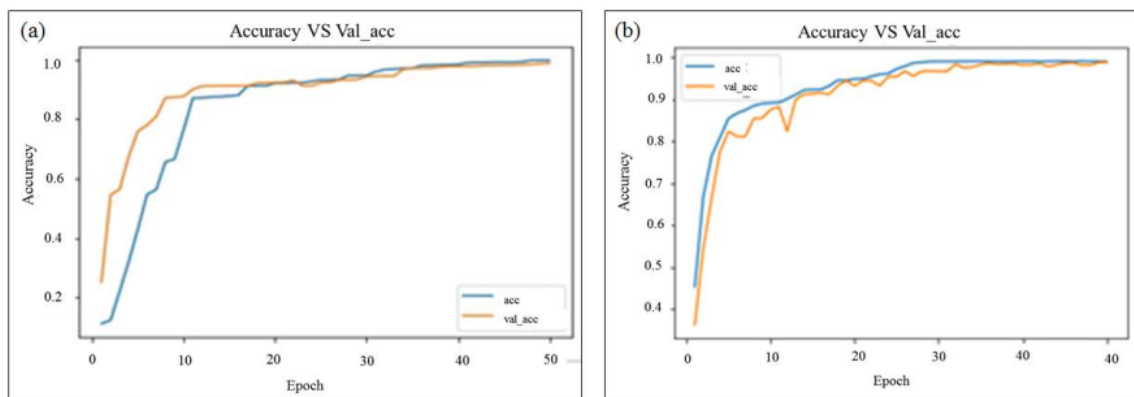 (a)
Accuracy VS Val_acc
1.0
0.8
0.6
0.4
0.2
Accuracy
acc
val_acc
0 10 20 30 40 50
Epoch
(b)
Accuracy VS Val_acc
acc :
val_acc
1.0
0.9
0.8
0.7
0.6
0.5
0.4
Accuracy
0 10 20 30 40 40
Epoch